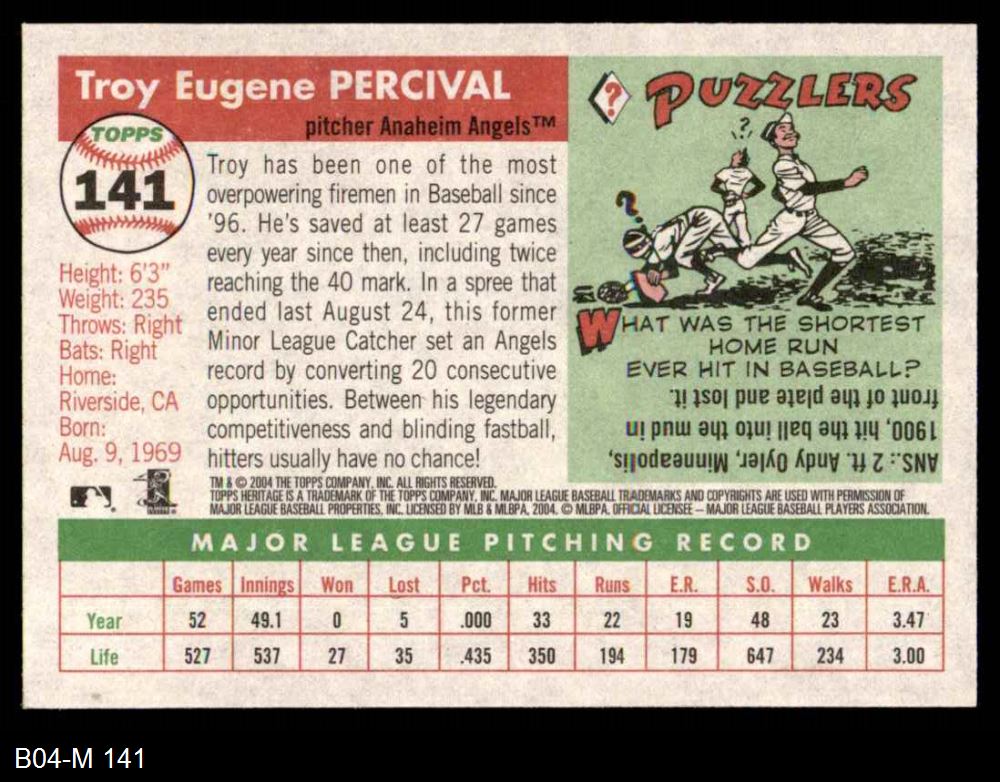 Troy Eugene PERCIVAL
pitcher Anaheim Angels™
TOPPS
141
Troy has been one of the most
overpowering firemen in Baseball since
'96. He's saved at least 27 games
every year since then, including twice
reaching the 40 mark. In a spree that
ended last August 24, this former
Minor League Catcher set an Angels
record by converting 20 consecutive
opportunities. Between his legendary
competitiveness and blinding fastball,
hitters usually have no chance!
Height: 6'3"
Weight: 235
Throws: Right
Bats: Right
Home:
Riverside, CA
Born:
Aug. 9, 1969
?
PUZZLERS
?
?
WHAT WAS THE SHORTEST
HOME RUN
EVER HIT IN BASEBALL?
ANS.: 2 ft. Andy Oyler, Minneapolis,
1900, hit the ball into the mud in
front of the plate and lost it.
TM & © 2004 THE TOPPS COMPANY, INC. ALL RIGHTS RESERVED.
TOPPS HERITAGE IS A TRADEMARK OF THE TOPPS COMPANY, INC. MAJOR LEAGUE BASEBALL TRADEMARKS AND COPYRIGHTS ARE USED WITH PERMISSION OF
MAJOR LEAGUE BASEBALL PROPERTIES, INC. LICENSED BY MLB & MLBPA, 2004. © MLBPA. OFFICIAL LICENSEE – MAJOR LEAGUE BASEBALL PLAYERS ASSOCIATION.
MAJOR LEAGUE PITCHING RECORD
Games Innings Won Lost Pct. Hits Runs E.R. S.O. Walks E.R.A.
Year 52 49.1 0 5 .000 33 22 19 48 23 3.47
Life 527 537 27 35 .435 350 194 179 647 234 3.00
B04-M 141